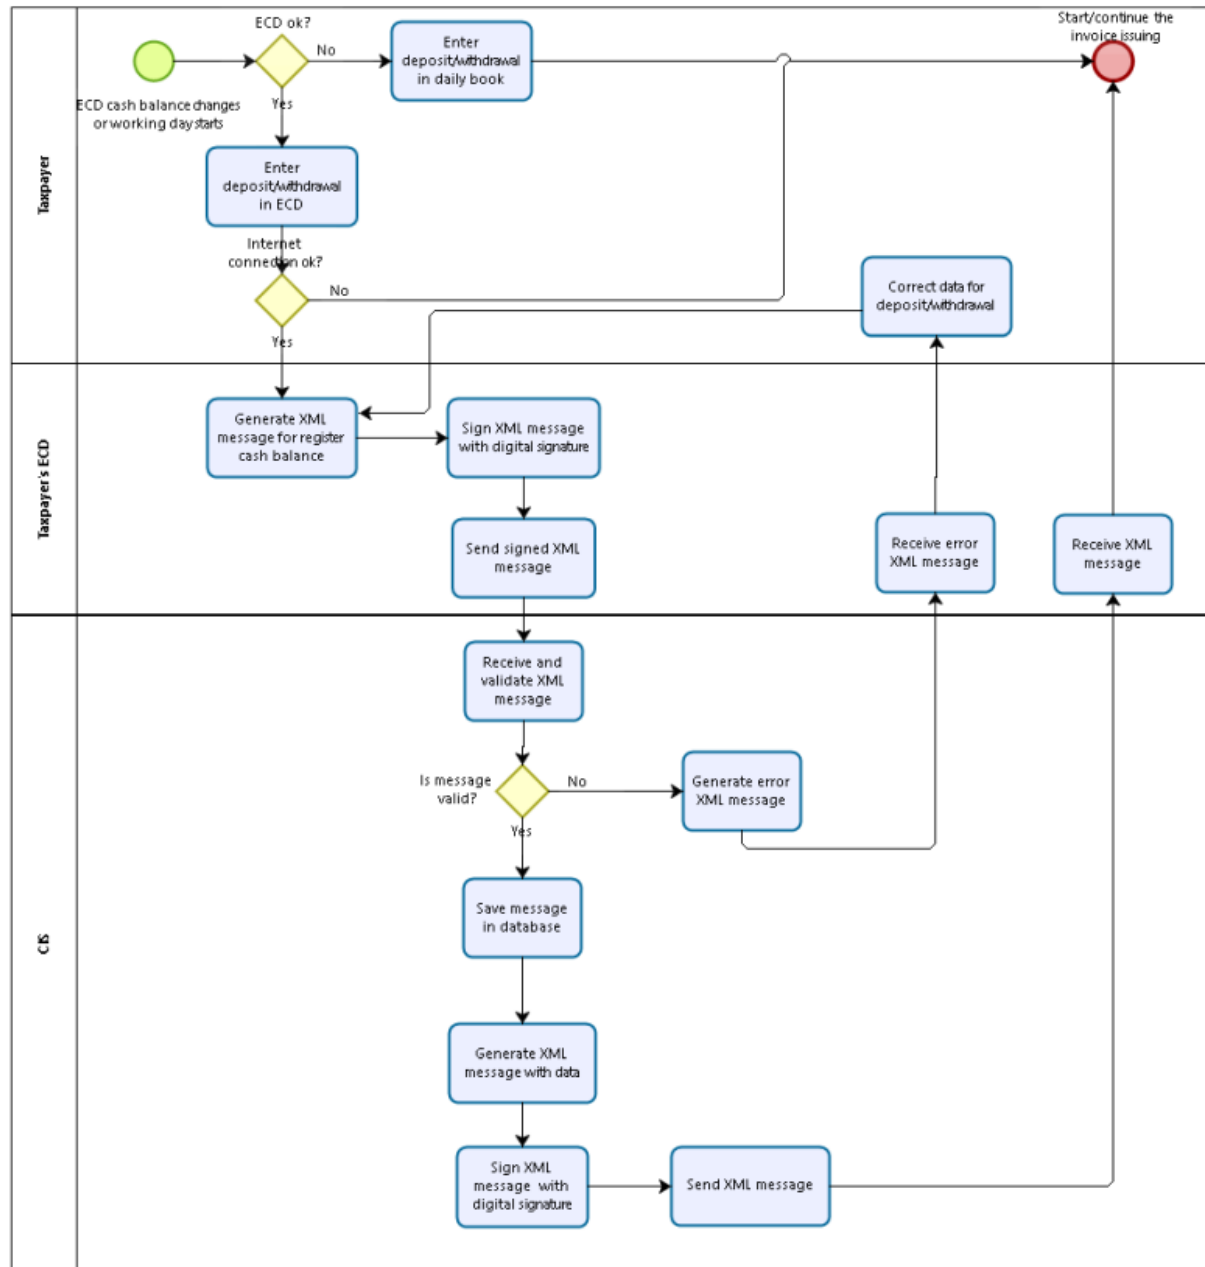 ECD ok?
No
Enter
deposit/withdrawal
in daily book
Start/continue the
invoice issuing
ECD cash balance changes
or working day starts
Yes
Enter
deposit/withdrawal
in ECD
Taxpayer
Internet
connection ok?
No
Yes
Correct data for
deposit/withdrawal
Generate XML
message for register
cash balance
Sign XML message
with digital signature
Taxpayer's ECD
Send signed XML
message
Receive error
XML message
Receive XML
message
Receive and
validate XML
message
Is message
valid?
No
Generate error
XML message
Yes
Save message
in database
CIS
Generate XML
message with data
Sign XML
message with
digital signature
Send XML message